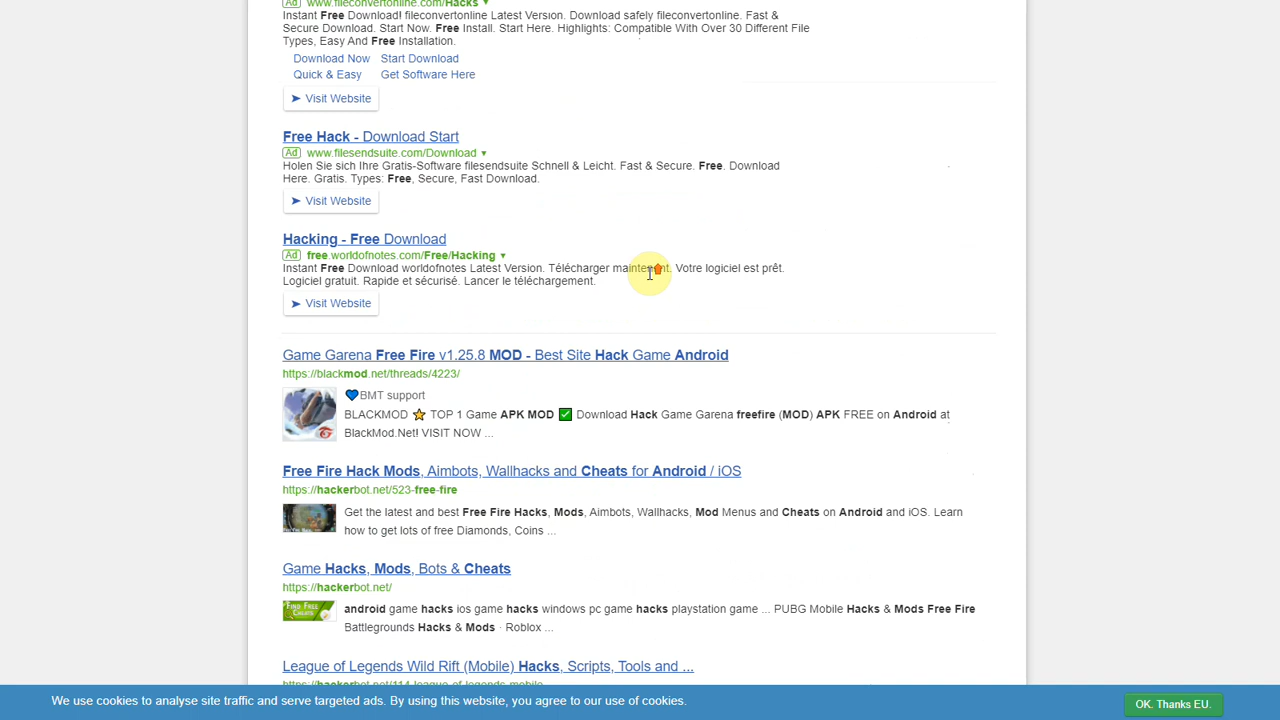 Ad www.fileconvertonline.com/Hacks ▼
Instant Free Download! fileconvertonline Latest Version. Download safely fileconvertonline. Fast &
Secure Download. Start Now. Free Install. Start Here. Highlights: Compatible With Over 30 Different File
Types, Easy And Free Installation.
Download Now Start Download
Quick & Easy Get Software Here
➤ Visit Website
Free Hack - Download Start
Ad www.filesendsuite.com/Download ▼
Holen Sie sich Ihre Gratis-Software filesendsuite Schnell & Leicht. Fast & Secure. Free. Download
Here. Gratis. Types: Free, Secure, Fast Download.
➤ Visit Website
Hacking - Free Download
Ad free.worldofnotes.com/Free/Hacking ▼
Instant Free Download worldofnotes Latest Version. Télécharger maintenant. Votre logiciel est prêt.
Logiciel gratuit. Rapide et sécurisé. Lancer le téléchargement.
➤ Visit Website
Game Garena Free Fire v1.25.8 MOD - Best Site Hack Game Android
https://blackmod.net/threads/4223/
💙BMT support
BLACKMOD ⭐ TOP 1 Game APK MOD ✅ Download Hack Game Garena freefire (MOD) APK FREE on Android at
BlackMod.Net! VISIT NOW ...
Free Fire Hack Mods, Aimbots, Wallhacks and Cheats for Android / iOS
https://hackerbot.net/523-free-fire
Get the latest and best Free Fire Hacks, Mods, Aimbots, Wallhacks, Mod Menus and Cheats on Android and iOS. Learn
how to get lots of free Diamonds, Coins ...
Game Hacks, Mods, Bots & Cheats
https://hackerbot.net/
FIND FREE
android game hacks ios game hacks windows pc game hacks playstation game ... PUBG Mobile Hacks & Mods Free Fire
Battlegrounds Hacks & Mods · Roblox ...
League of Legends Wild Rift (Mobile) Hacks, Scripts, Tools and ...
https://hackerbot.net/114-league-of-legends-mobile
We use cookies to analyse site traffic and serve targeted ads. By using this website, you agree to our use of cookies.
OK. Thanks EU.